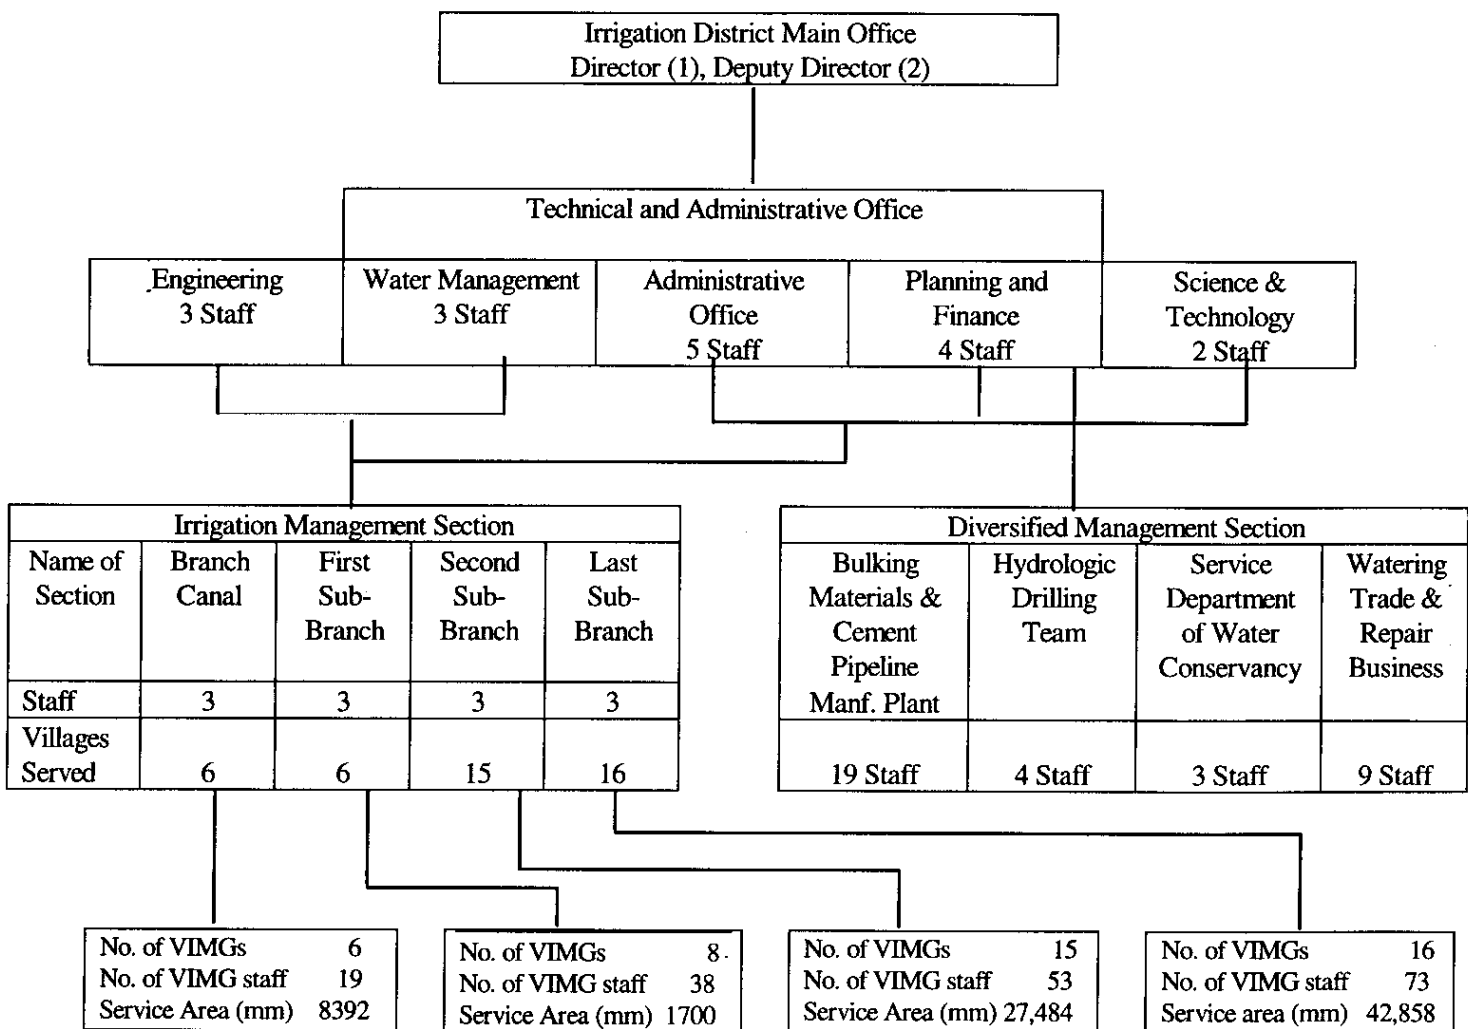 Irrigation District Main Office
Director (1), Deputy Director (2)
Technical and Administrative Office
Engineering
3 Staff
Water Management
3 Staff
Administrative
Office
5 Staff
Planning and
Finance
4 Staff
Science &
Technology
2 Staff
Irrigation Management Section
Name of
Section
Branch
Canal
First
Sub-
Branch
Second
Sub-
Branch
Last
Sub-
Branch
Staff 3 3 3 3
Villages
Served 6 6 15 16
Diversified Management Section
Bulking
Materials &
Cement
Pipeline
Manf. Plant
19 Staff
Hydrologic
Drilling
Team
4 Staff
Service
Department
of Water
Conservancy
3 Staff
Watering
Trade &
Repair
Business
9 Staff
No. of VIMGs 6
No. of VIMG staff 19
Service Area (mm) 8392
No. of VIMGs 8
No. of VIMG staff 38
Service Area (mm) 1700
No. of VIMGs 15
No. of VIMG staff 53
Service Area (mm) 27,484
No. of VIMGs 16
No. of VIMG staff 73
Service area (mm) 42,858